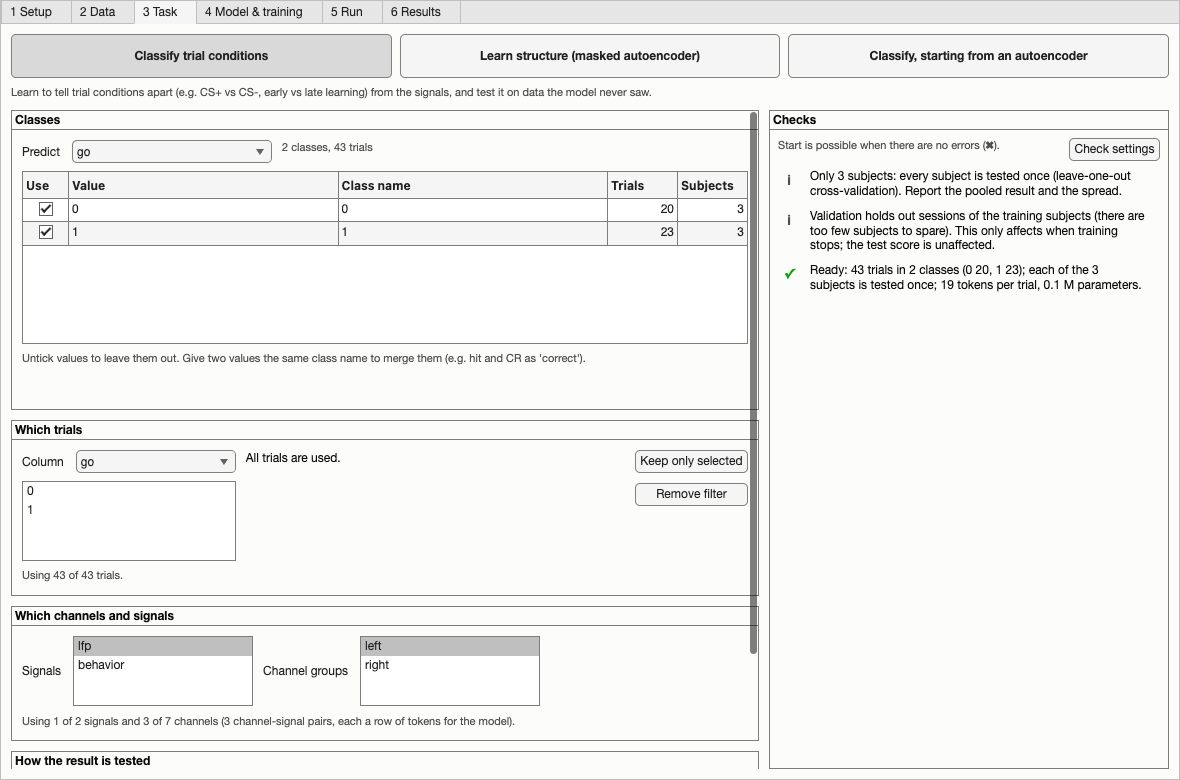 1 Setup
2 Data
3 Task
4 Model & training
5 Run
6 Results
Classify trial conditions
Learn structure (masked autoencoder)
Classify, starting from an autoencoder
Learn to tell trial conditions apart (e.g. CS+ vs CS-, early vs late learning) from the signals, and test it on data the model never saw.
Classes
Predict go 2 classes, 43 trials
Use Value Class name Trials Subjects
0 0 20 3
1 1 23 3
Untick values to leave them out. Give two values the same class name to merge them (e.g. hit and CR as 'correct').
Which trials
Column go All trials are used. Keep only selected
Remove filter
0
1
Using 43 of 43 trials.
Which channels and signals
Signals
lfp
behavior
Channel groups
left
right
Using 1 of 2 signals and 3 of 7 channels (3 channel-signal pairs, each a row of tokens for the model).
How the result is tested
Checks
Start is possible when there are no errors (✖).
Check settings
i Only 3 subjects: every subject is tested once (leave-one-out
cross-validation). Report the pooled result and the spread.
i Validation holds out sessions of the training subjects (there are
too few subjects to spare). This only affects when training
stops; the test score is unaffected.
✔ Ready: 43 trials in 2 classes (0 20, 1 23); each of the 3
subjects is tested once; 19 tokens per trial, 0.1 M parameters.